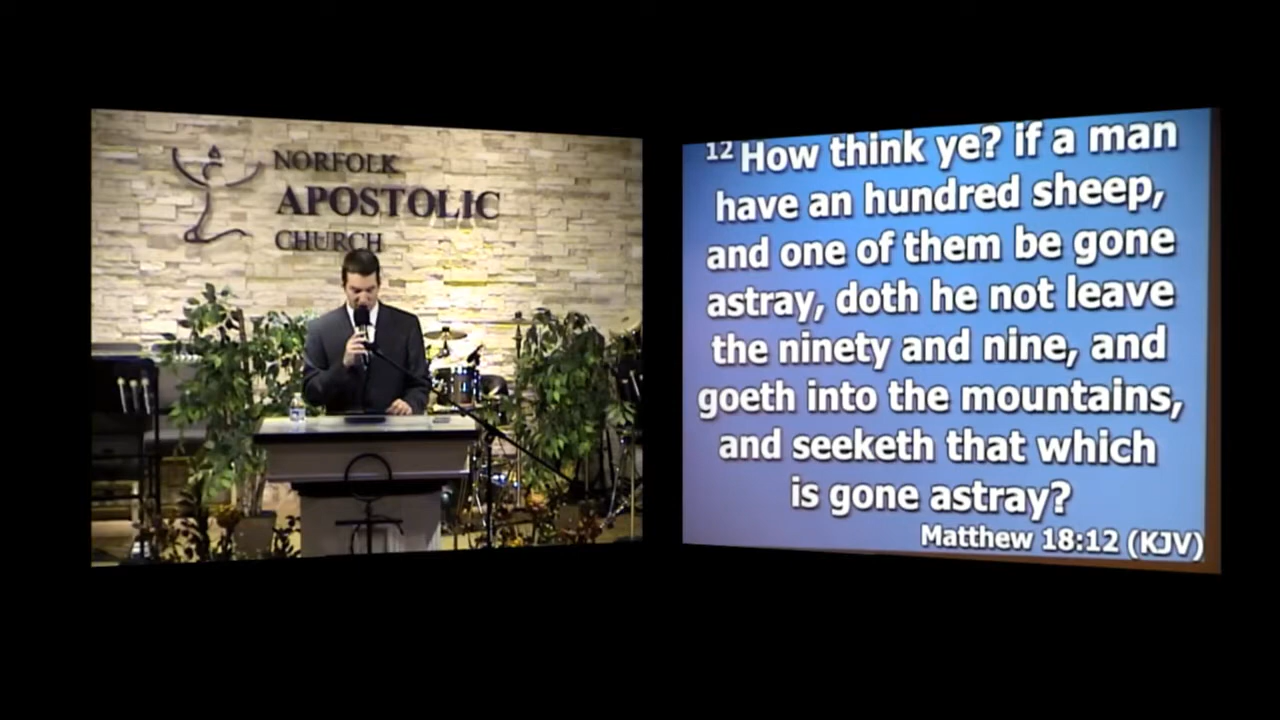 NORFOLK
APOSTOLIC
CHURCH
12 How think ye? if a man
have an hundred sheep,
and one of them be gone
astray, doth he not leave
the ninety and nine, and
goeth into the mountains,
and seeketh that which
is gone astray?
Matthew 18:12 (KJV)